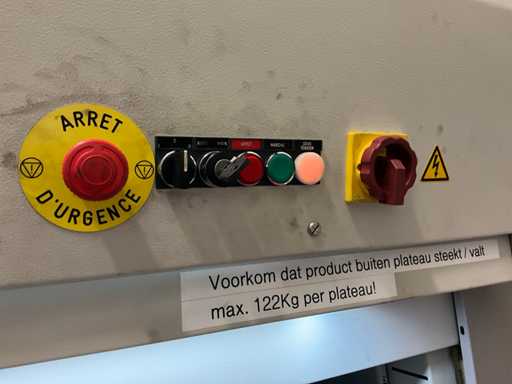 ARRET
D'URGENCE
Voorkom dat product buiten plateau steekt / valt
max. 122Kg per plateau!